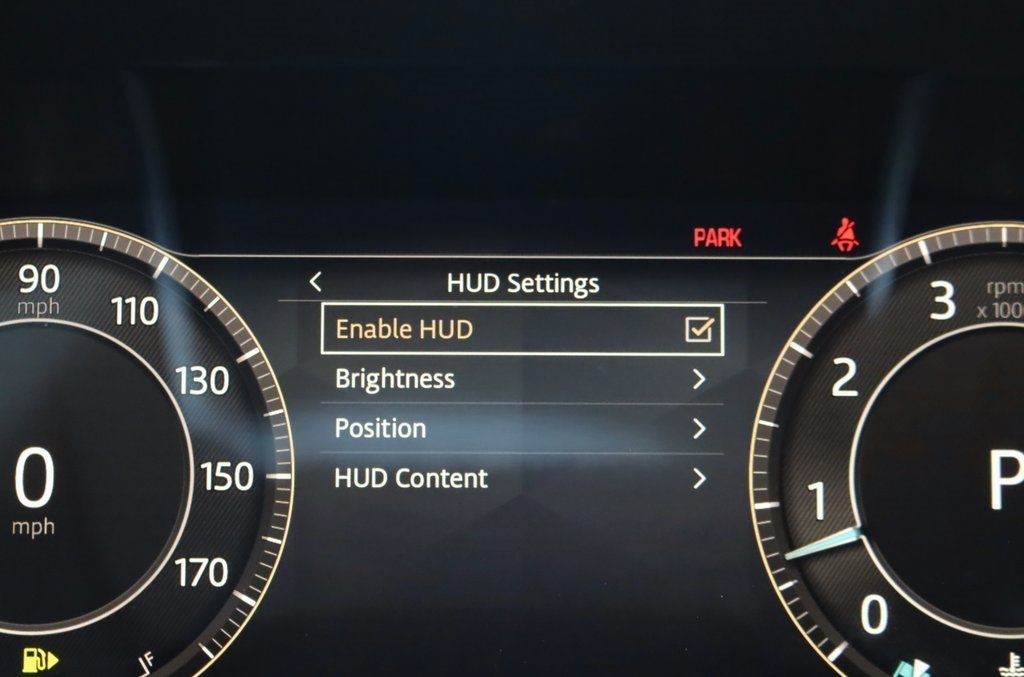 PARK
HUD Settings
Enable HUD
Brightness
Position
HUD Content
90
mph
110
130
150
170
0
mph
F
3
rpm
x 100
2
1
0
P